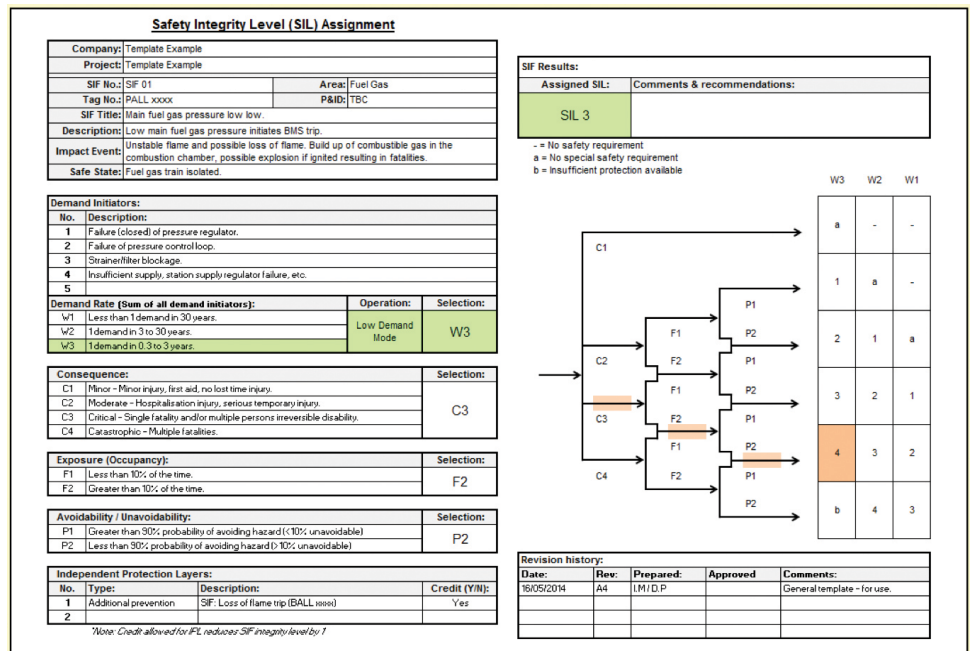 Safety Integrity Level (SIL) Assignment
Company: Template Example
Project: Template Example
SIF No.: SIF 01 Area: Fuel Gas
Tag No.: PALL xxxx P&ID: TBC
SIF Title: Main fuel gas pressure low low.
Description: Low main fuel gas pressure initiates BMS trip.
Impact Event: Unstable flame and possible loss of flame. Build up of combustible gas in the
combustion chamber, possible explosion if ignited resulting in fatalities.
Safe State: Fuel gas train isolated.
Demand Initiators:
No. Description:
1 Failure (closed) of pressure regulator.
2 Failure of pressure control loop.
3 Strainer/filter blockage.
4 Insufficient supply, station supply regulator failure, etc.
5
Demand Rate (Sum of all demand initiators): Operation: Selection:
W1 Less than 1 demand in 30 years.
W2 1 demand in 3 to 30 years.
W3 1 demand in 0.3 to 3 years.
Low Demand
Mode
W3
Consequence: Selection:
C1 Minor - Minor injury, first aid, no lost time injury.
C2 Moderate - Hospitalisation injury, serious temporary injury.
C3 Critical - Single fatality and/or multiple persons irreversible disability.
C4 Catastrophic - Multiple fatalities.
C3
Exposure (Occupancy): Selection:
F1 Less than 10% of the time.
F2 Greater than 10% of the time.
F2
Avoidability / Unavoidability: Selection:
P1 Greater than 90% probability of avoiding hazard (<10% unavoidable)
P2 Less than 90% probability of avoiding hazard (>10% unavoidable)
P2
Independent Protection Layers:
No. Type: Description: Credit (Y/N):
1 Additional prevention SIF: Loss of flame trip (BALL xxxx) Yes
2
*Note: Credit allowed for IPL reduces SIF integrity level by 1
SIF Results:
Assigned SIL: Comments & recommendations:
SIL 3
- = No safety requirement
a = No special safety requirement
b = Insufficient protection available
W3 W2 W1
C1 a - -
1 a -
P1
F1 P2 2 1 a
C2 F2 P1
F1 P2 3 2 1
C3 F2 P1
F1 P2 4 3 2
C4 F2 P1
P2 b 4 3
Revision history:
Date: Rev: Prepared: Approved Comments:
16/05/2014 A4 I.M / D.P General template - for use.